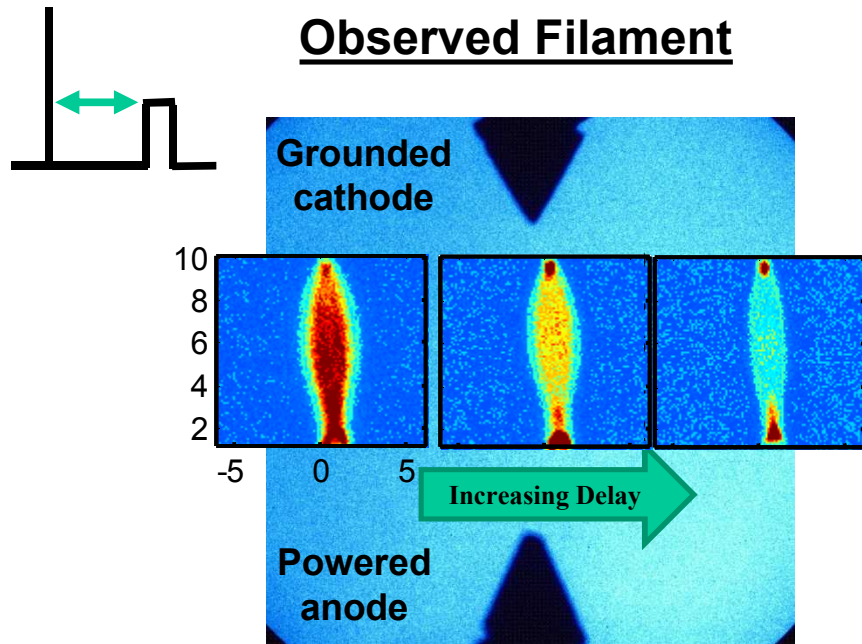 Observed Filament
Grounded
cathode
10
8
6
4
2
-5 0 5
Increasing Delay
Powered
anode